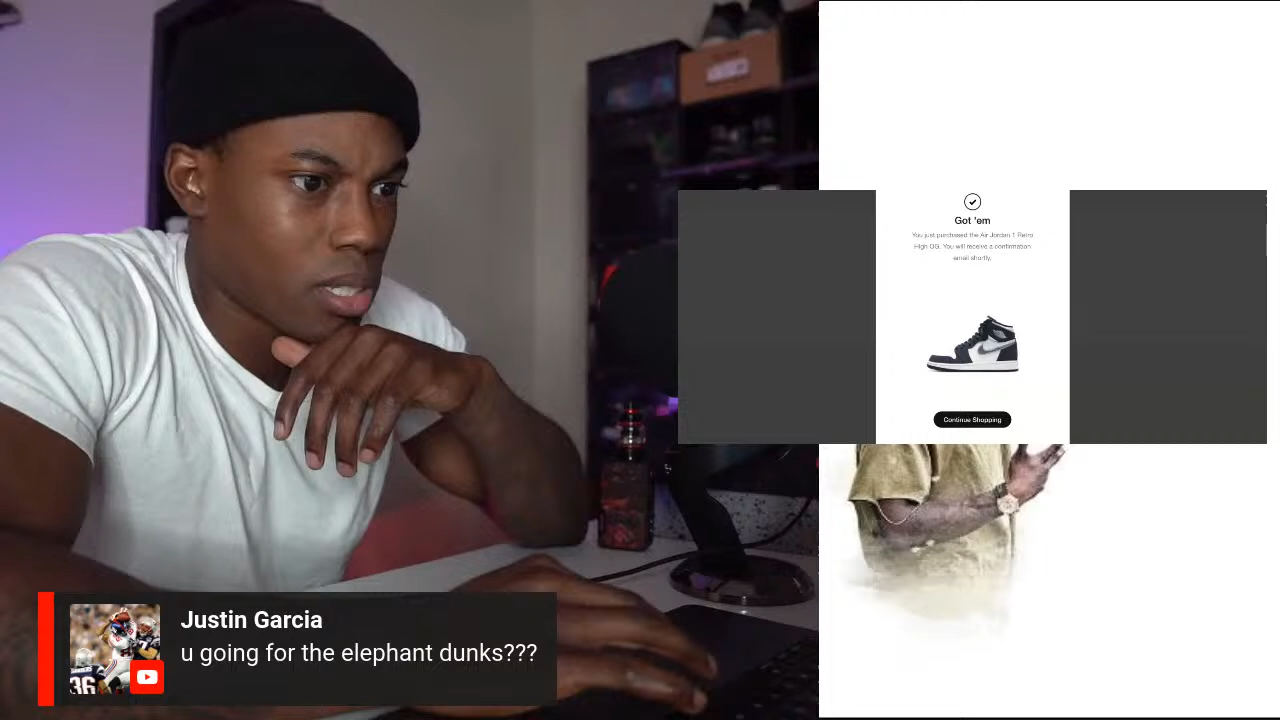 Got 'em
You just purchased the Air Jordan 1 Retro
High OG. You will receive a confirmation
email shortly.
Continue Shopping
Justin Garcia
u going for the elephant dunks???
36